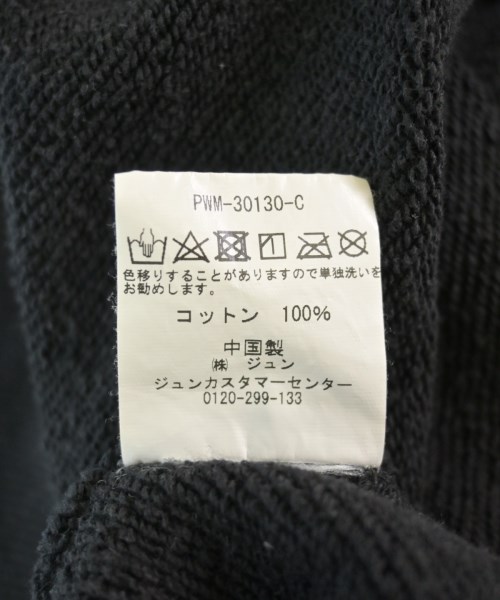 PWM-30130-C
色移りすることがありますので単独洗いを
お勧めします。
コットン 100%
中国製
㈱ ジュン
ジュンカスタマーセンター
0120-299-133